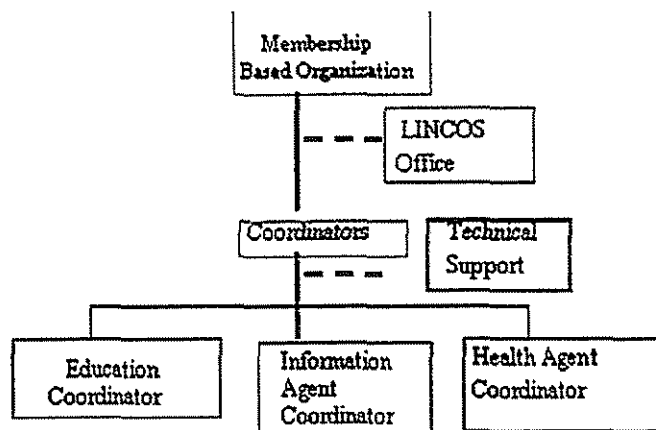 Membership
Based Organization
LINCOS
Office
Coordinators
Technical
Support
Education
Coordinator
Information
Agent
Coordinator
Health Agent
Coordinator